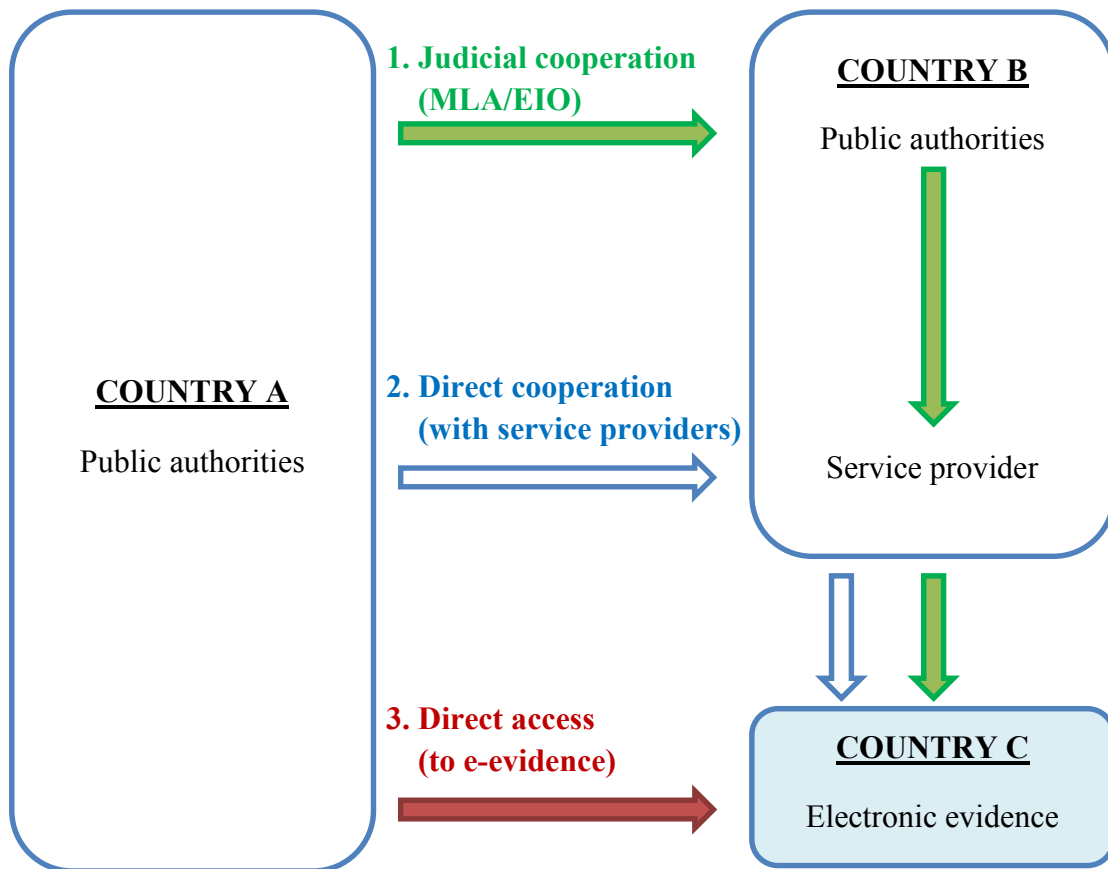 COUNTRY A
Public authorities
1. Judicial cooperation
(MLA/EIO)
2. Direct cooperation
(with service providers)
3. Direct access
(to e-evidence)
COUNTRY B
Public authorities
Service provider
COUNTRY C
Electronic evidence